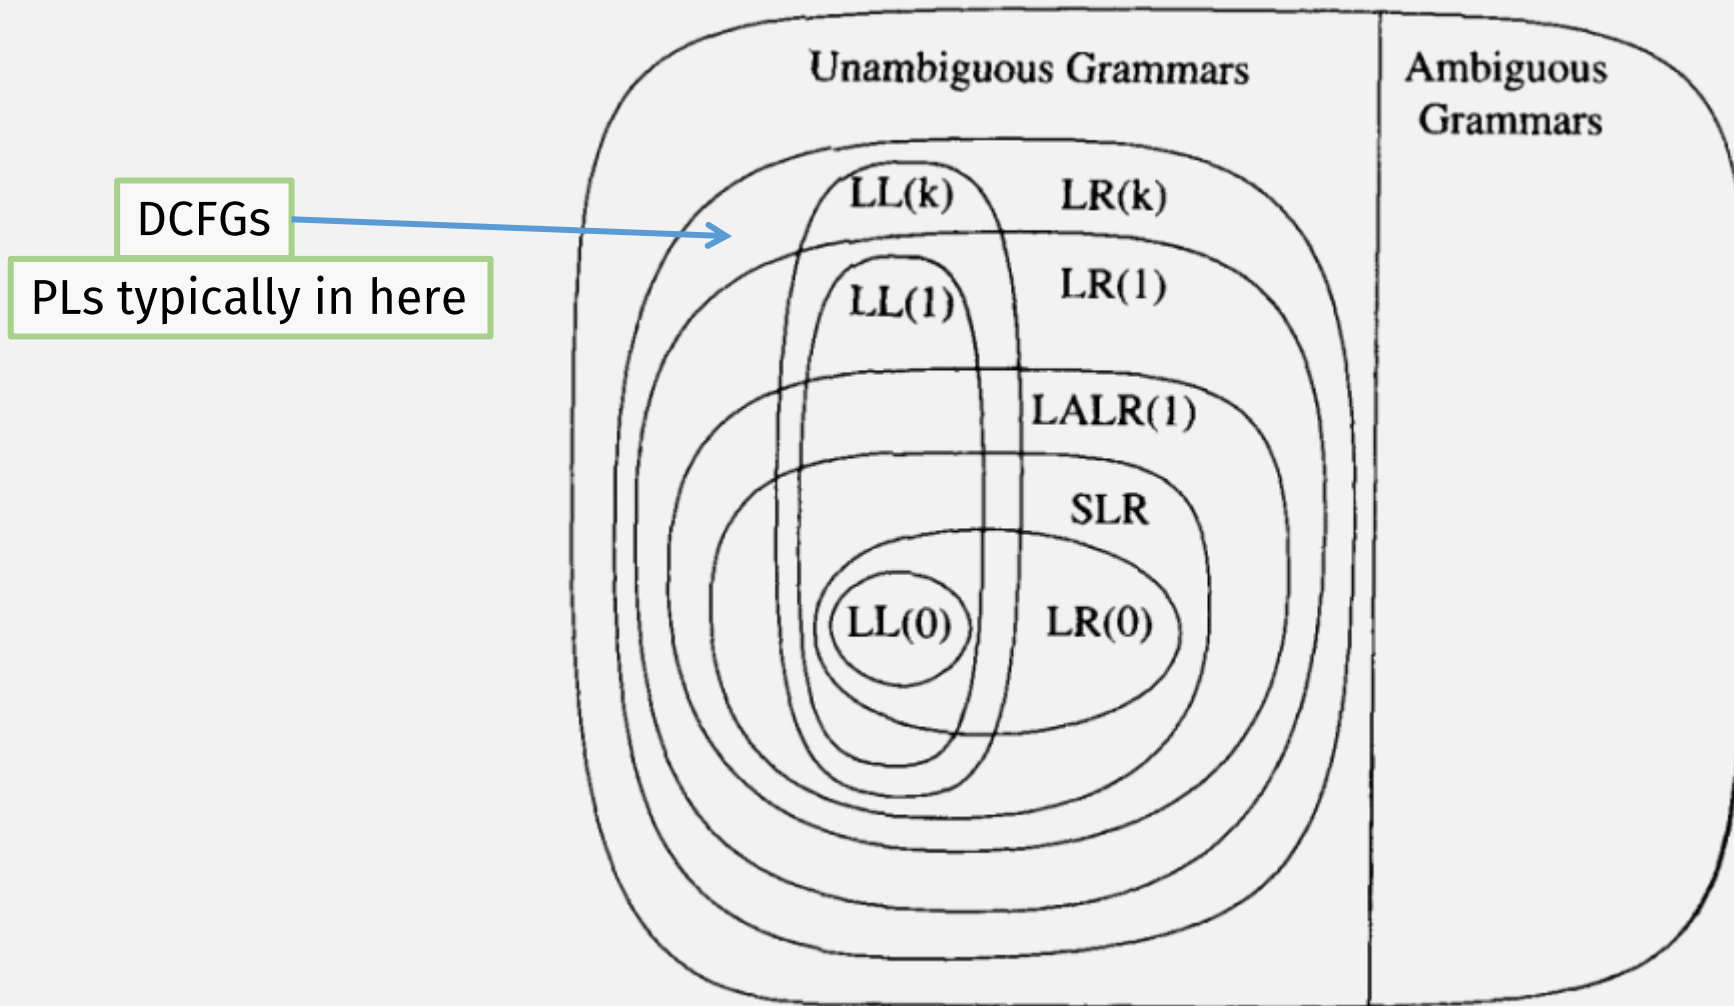 Unambiguous Grammars
Ambiguous
Grammars
DCFGs
PLs typically in here
LL(k)
LR(k)
LL(1)
LR(1)
LALR(1)
SLR
LL(0)
LR(0)